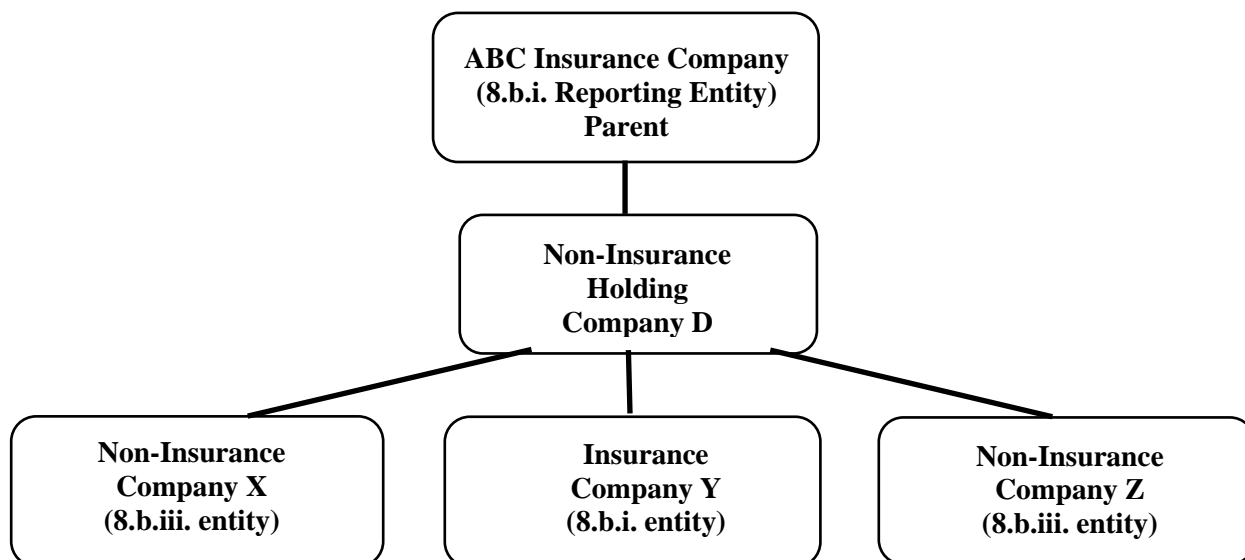 ABC Insurance Company
(8.b.i. Reporting Entity)
Parent
Non-Insurance
Holding
Company D
Non-Insurance
Company X
(8.b.iii. entity)
Insurance
Company Y
(8.b.i. entity)
Non-Insurance
Company Z
(8.b.iii. entity)